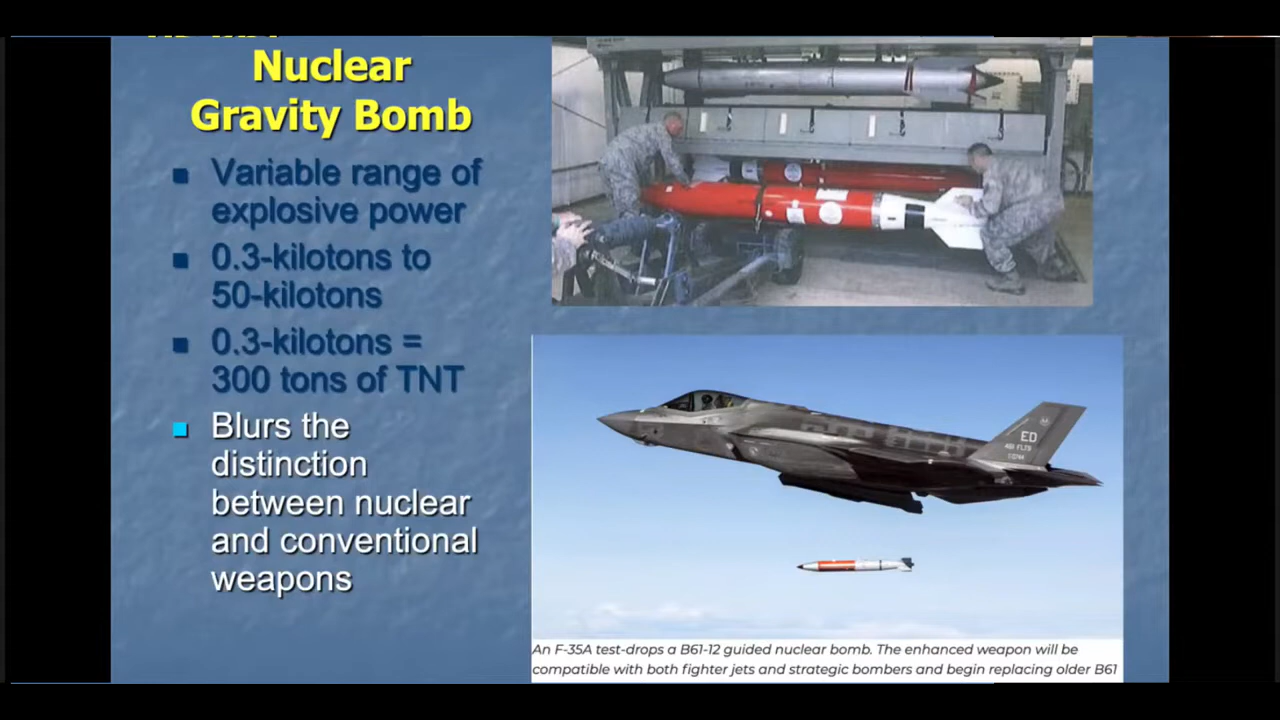 Nuclear
Gravity Bomb
Variable range of
explosive power
0.3-kilotons to
50-kilotons
0.3-kilotons =
300 tons of TNT
Blurs the
distinction
between nuclear
and conventional
weapons
ED
An F-35A test-drops a B61-12 guided nuclear bomb. The enhanced weapon will be
compatible with both fighter jets and strategic bombers and begin replacing older B61